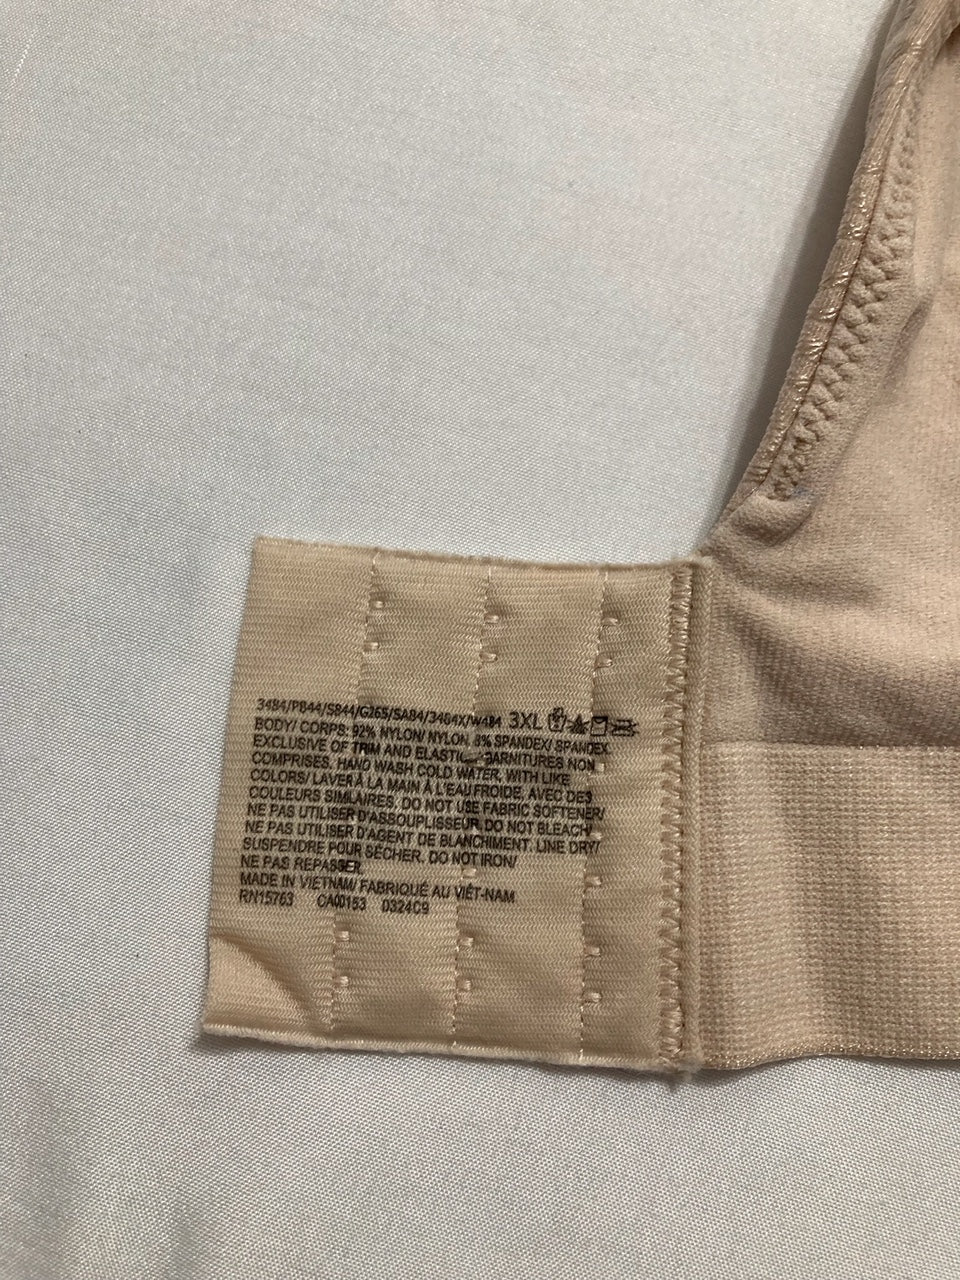 3484/P844/S844/G265/SA84/3484X/W484 3XL
BODY/ CORPS: 92% NYLON/ NYLON, 8% SPANDEX/ SPANDEX
EXCLUSIVE OF TRIM AND ELASTIC/ GARNITURES NON
COMPRISES. HAND WASH COLD WATER, WITH LIKE
COLORS/ LAVER À LA MAIN À L'EAU FROIDE, AVEC DES
COULEURS SIMILAIRES. DO NOT USE FABRIC SOFTENER/
NE PAS UTILISER D'ASSOUPLISSEUR. DO NOT BLEACH/
NE PAS UTILISER D'AGENT DE BLANCHIMENT. LINE DRY/
SUSPENDRE POUR SÉCHER. DO NOT IRON/
NE PAS REPASSER.
MADE IN VIETNAM/ FABRIQUÉ AU VIÊT-NAM
RN15763 CA00153 D324C9